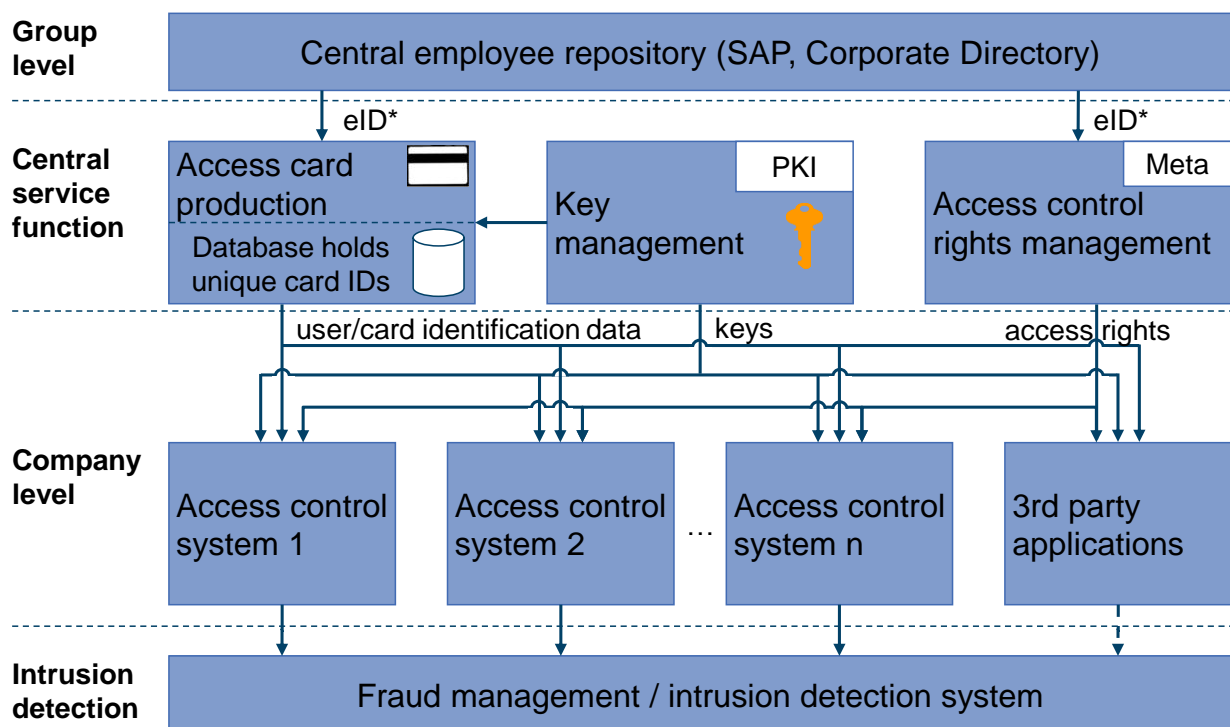 Group
level
Central employee repository (SAP, Corporate Directory)
eID*
eID*
Central
service
function
Access card
production
Database holds
unique card IDs
PKI
Key
management
Meta
Access control
rights management
user/card identification data
keys
access rights
Company
level
Access control
system 1
Access control
system 2
...
Access control
system n
3rd party
applications
Intrusion
detection
Fraud management / intrusion detection system